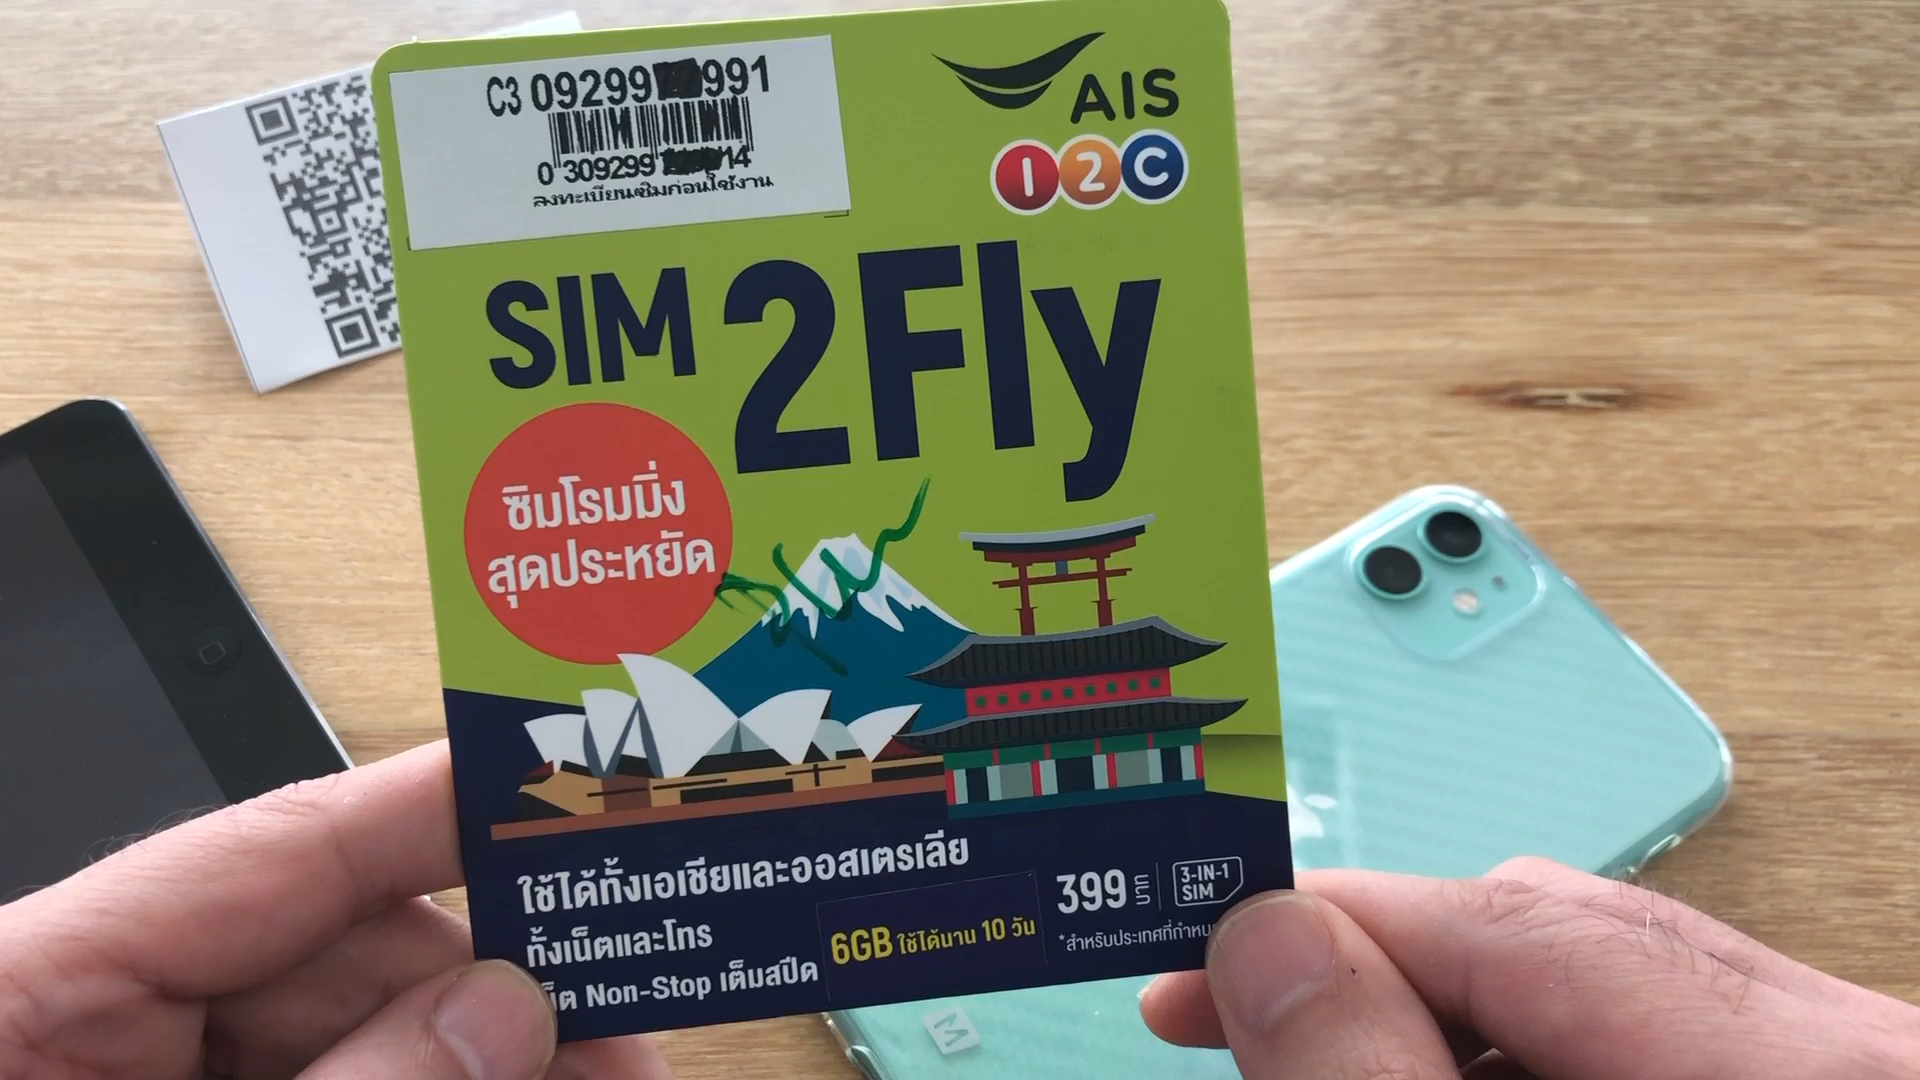 C3 09299 991
0 309299 14
ลงทะเบียนซิมก่อนใช้งาน
AIS
12C
SIM 2Fly
ซิมโรมมิ่ง
สุดประหยัด
ใช้ได้ทั้งเอเชียและออสเตรเลีย
ทั้งเน็ตและโทร
Non-Stop เต็มสปีด
6GB ใช้ได้นาน 10 วัน
399 บาท
3-IN-1
SIM
*สำหรับประเทศที่
M